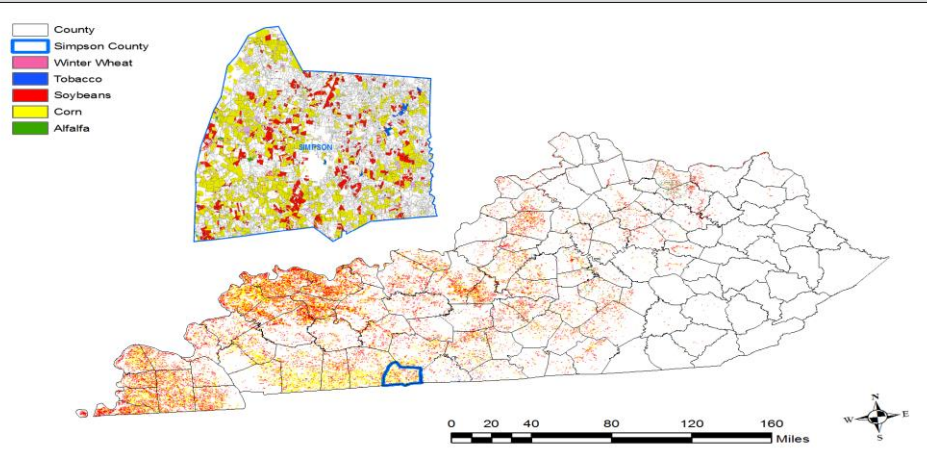 County
Simpson County
Winter Wheat
Tobacco
Soybeans
Corn
Alfalfa
SIMPSON
N
W E
S
0 20 40 80 120 160
Miles